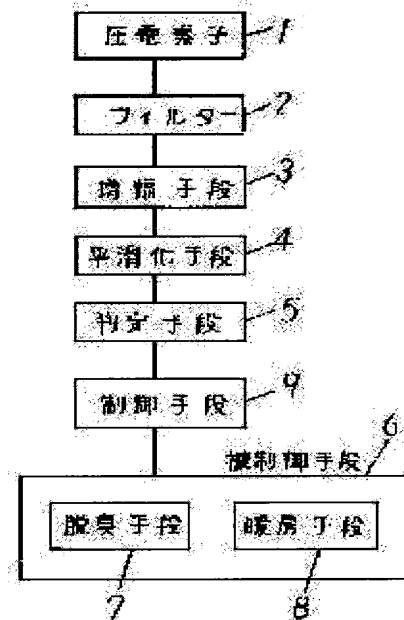 圧電素子 1
フィルター 2
増幅手段 3
平滑化手段 4
判定手段 5
制御手段 9
被制御手段 6
脱臭手段 暖房手段
7 8